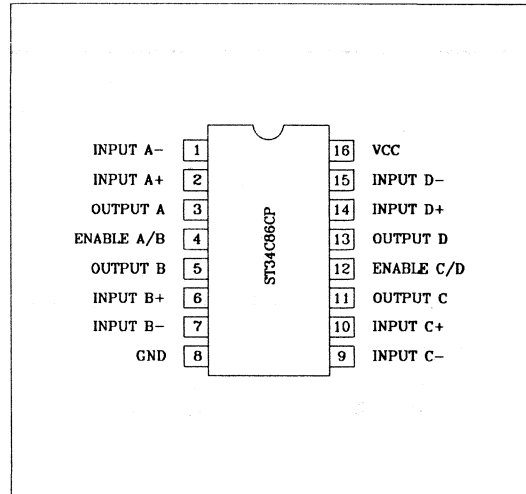 INPUT A- 1 16 VCC
INPUT A+ 2 15 INPUT D-
OUTPUT A 3 14 INPUT D+
ENABLE A/B 4 13 OUTPUT D
OUTPUT B 5 12 ENABLE C/D
INPUT B+ 6 11 OUTPUT C
INPUT B- 7 10 INPUT C+
GND 8 9 INPUT C-
ST34C86CP